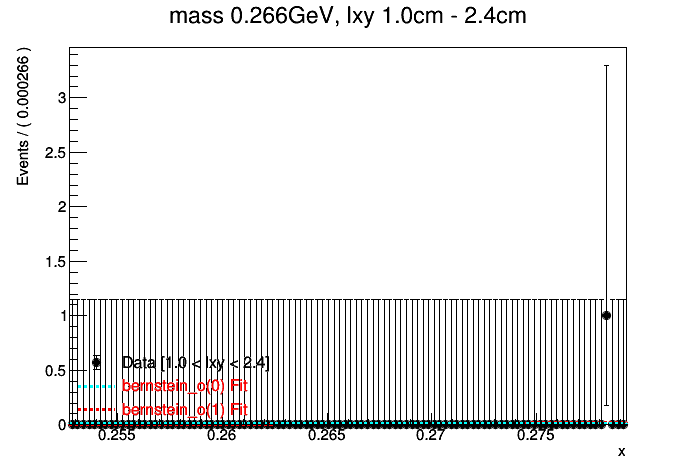 mass 0.266GeV, lxy 1.0cm - 2.4cm
Events / ( 0.000266 )
3
2.5
2
1.5
1
0.5
0
Data [1.0 < lxy < 2.4]
bernstein_o(0) Fit
bernstein_o(1) Fit
0.255 0.26 0.265 0.27 0.275
x